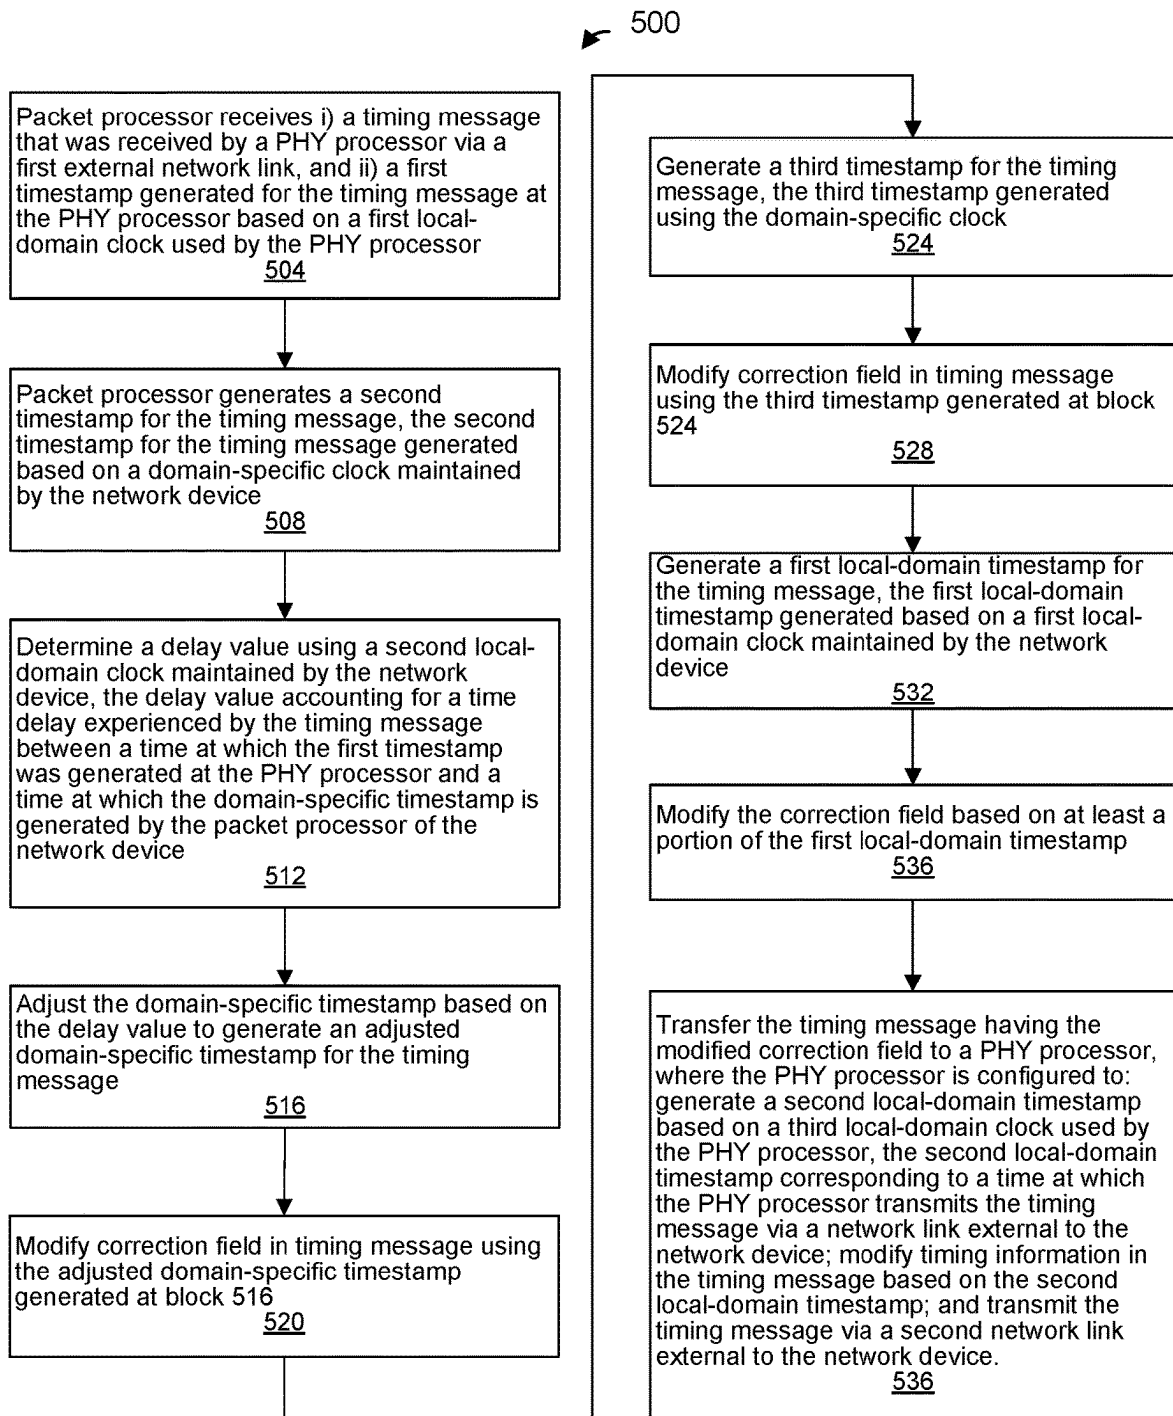 500
Packet processor receives i) a timing message
that was received by a PHY processor via a
first external network link, and ii) a first
timestamp generated for the timing message at
the PHY processor based on a first local-
domain clock used by the PHY processor
504
Packet processor generates a second
timestamp for the timing message, the second
timestamp for the timing message generated
based on a domain-specific clock maintained
by the network device
508
Determine a delay value using a second local-
domain clock maintained by the network
device, the delay value accounting for a time
delay experienced by the timing message
between a time at which the first timestamp
was generated at the PHY processor and a
time at which the domain-specific timestamp is
generated by the packet processor of the
network device
512
Adjust the domain-specific timestamp based on
the delay value to generate an adjusted
domain-specific timestamp for the timing
message
516
Modify correction field in timing message using
the adjusted domain-specific timestamp
generated at block 516
520
Generate a third timestamp for the timing
message, the third timestamp generated
using the domain-specific clock
524
Modify correction field in timing message
using the third timestamp generated at block
524
528
Generate a first local-domain timestamp for
the timing message, the first local-domain
timestamp generated based on a first local-
domain clock maintained by the network
device
532
Modify the correction field based on at least a
portion of the first local-domain timestamp
536
Transfer the timing message having the
modified correction field to a PHY processor,
where the PHY processor is configured to:
generate a second local-domain timestamp
based on a third local-domain clock used by
the PHY processor, the second local-domain
timestamp corresponding to a time at which
the PHY processor transmits the timing
message via a network link external to the
network device; modify timing information in
the timing message based on the second
local-domain timestamp; and transmit the
timing message via a second network link
external to the network device.
536